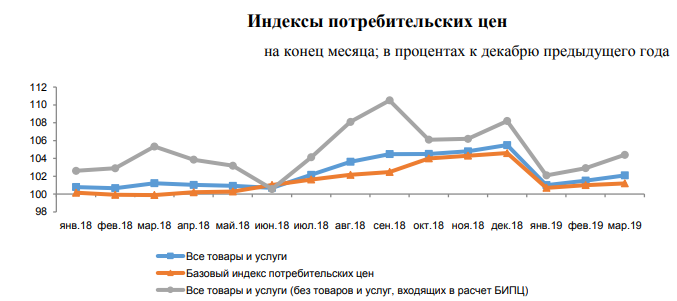 Индексы потребительских цен
на конец месяца; в процентах к декабрю предыдущего года
112
110
108
106
104
102
100
98
янв.18 фев.18 мар.18 апр.18 май.18 июн.18 июл.18 авг.18 сен.18 окт.18 ноя.18 дек.18 янв.19 фев.19 мар.19
Все товары и услуги
Базовый индекс потребительских цен
Все товары и услуги (без товаров и услуг, входящих в расчет БИПЦ)